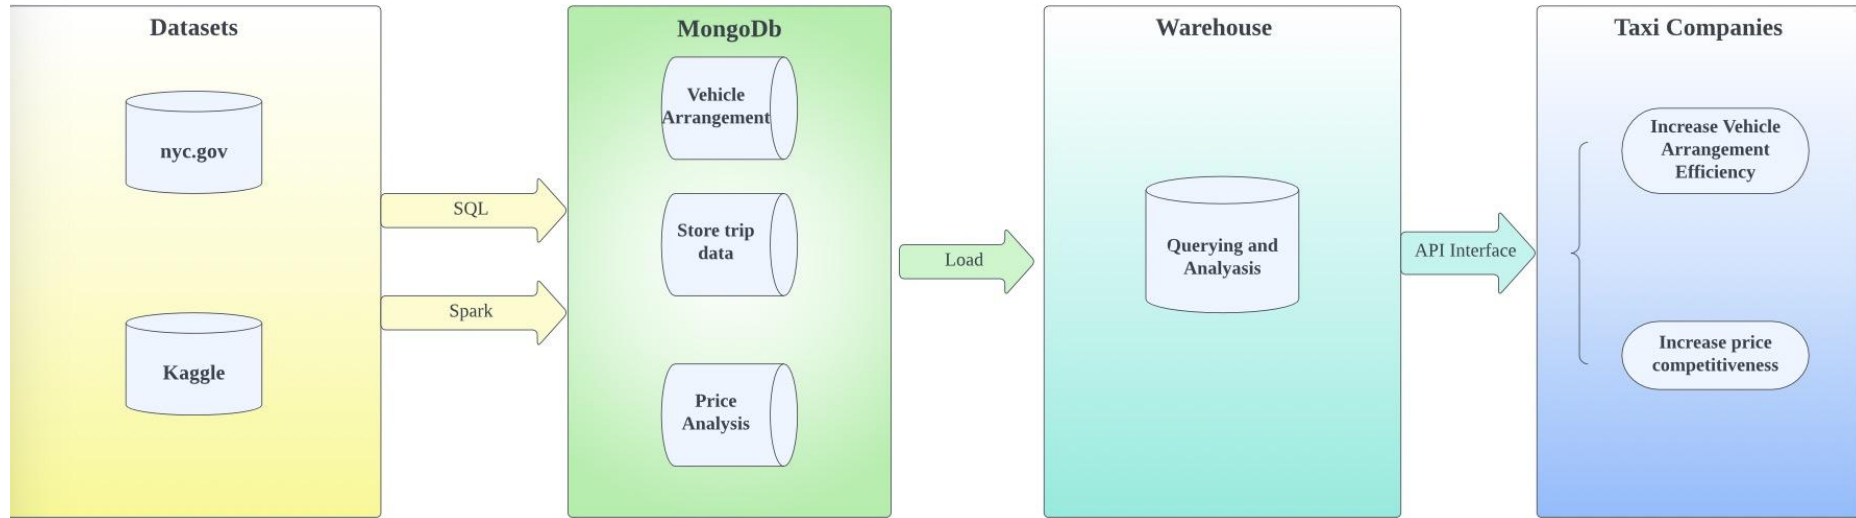 Datasets
nyc.gov
Kaggle
SQL
Spark
MongoDb
Vehicle
Arrangement
Store trip
data
Price
Analysis
Load
Warehouse
Querying and
Analyasis
API Interface
Taxi Companies
Increase Vehicle
Arrangement
Efficiency
Increase price
competitiveness